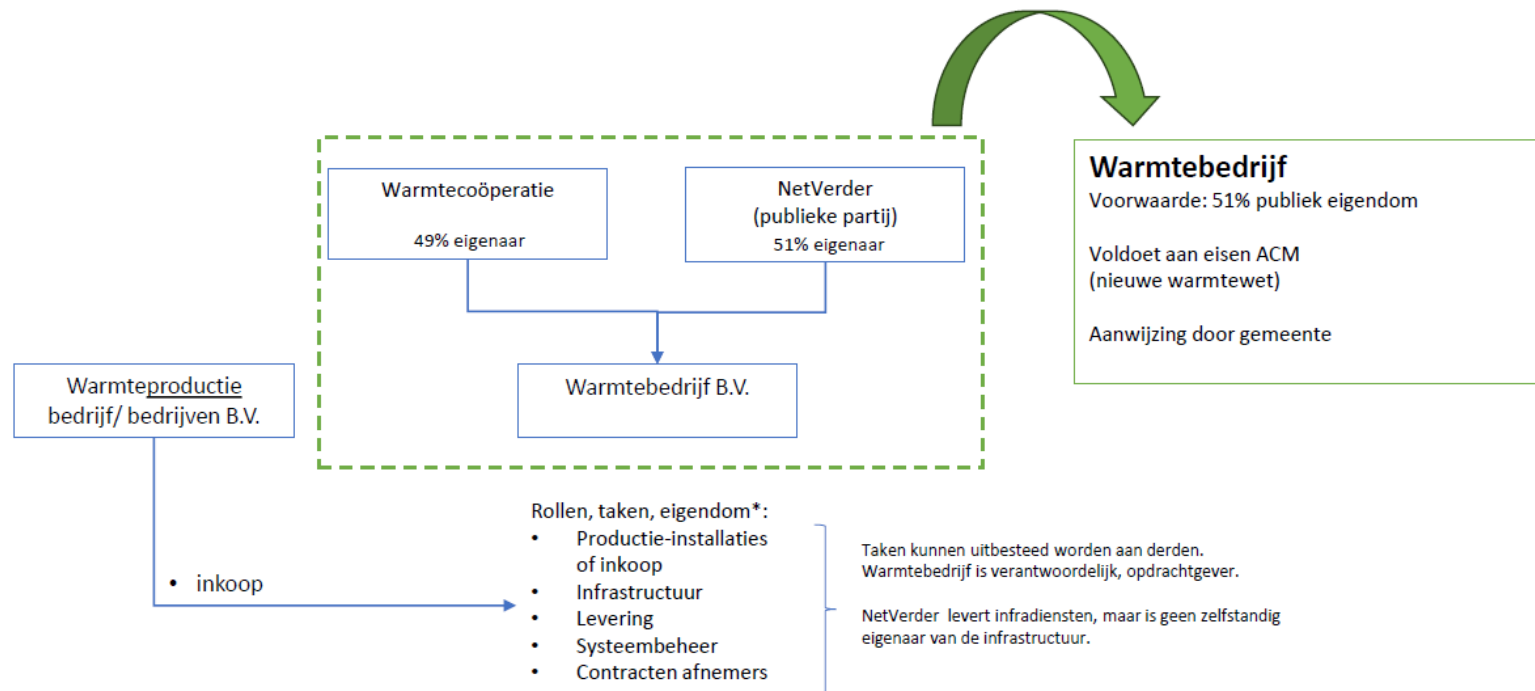 Warmtecoöperatie
49% eigenaar
NetVerder
(publieke partij)
51% eigenaar
Warmtebedrijf
Voorwaarde: 51% publiek eigendom
Voldoet aan eisen ACM
(nieuwe warmtewet)
Aanwijzing door gemeente
Warmteproductie
bedrijf/ bedrijven B.V.
Warmtebedrijf B.V.
• inkoop
Rollen, taken, eigendom*:
• Productie-installaties
of inkoop
• Infrastructuur
• Levering
• Systeembeheer
• Contracten afnemers
Taken kunnen uitbesteed worden aan derden.
Warmtebedrijf is verantwoordelijk, opdrachtgever.
NetVerder levert infradiensten, maar is geen zelfstandig
eigenaar van de infrastructuur.